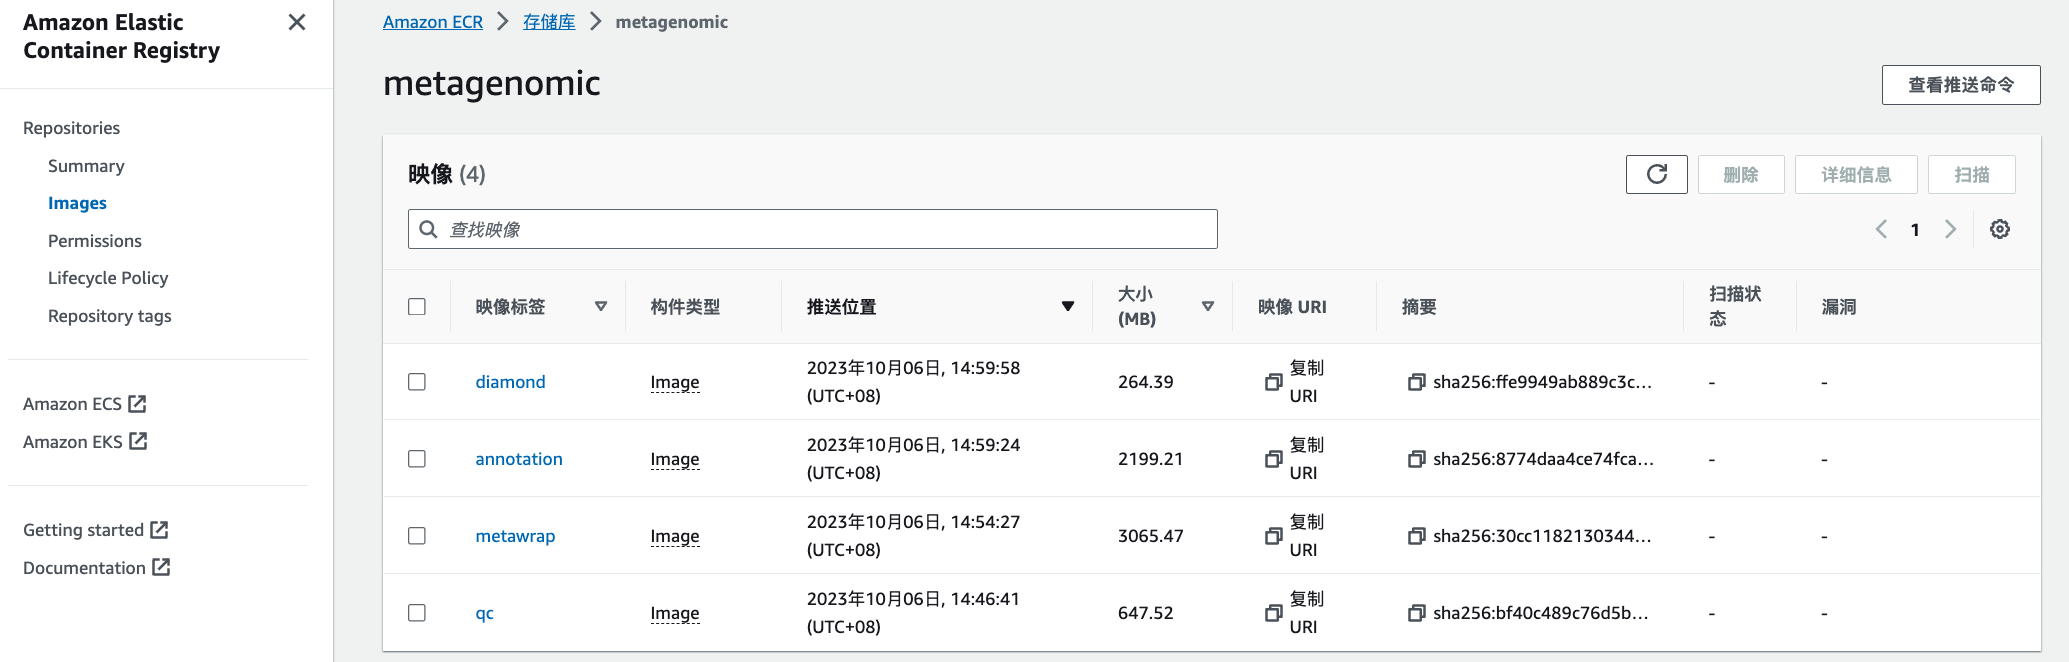 Amazon Elastic
Container Registry
Repositories
Summary
Images
Permissions
Lifecycle Policy
Repository tags
Amazon ECS
Amazon EKS
Getting started
Documentation
Amazon ECR > 存储库 > metagenomic
metagenomic
查看推送命令
映像 (4)
删除
详细信息
扫描
查找映像
1
映像标签
构件类型
推送位置
大小
(MB)
映像 URI
摘要
扫描状
态
漏洞
diamond
Image
2023年10月06日, 14:59:58
(UTC+08)
264.39
复制
URI
sha256:ffe9949ab889c3c...
-
-
annotation
Image
2023年10月06日, 14:59:24
(UTC+08)
2199.21
复制
URI
sha256:8774daa4ce74fca...
-
-
metawrap
Image
2023年10月06日, 14:54:27
(UTC+08)
3065.47
复制
URI
sha256:30cc1182130344...
-
-
qc
Image
2023年10月06日, 14:46:41
(UTC+08)
647.52
复制
URI
sha256:bf40c489c76d5b...
-
-